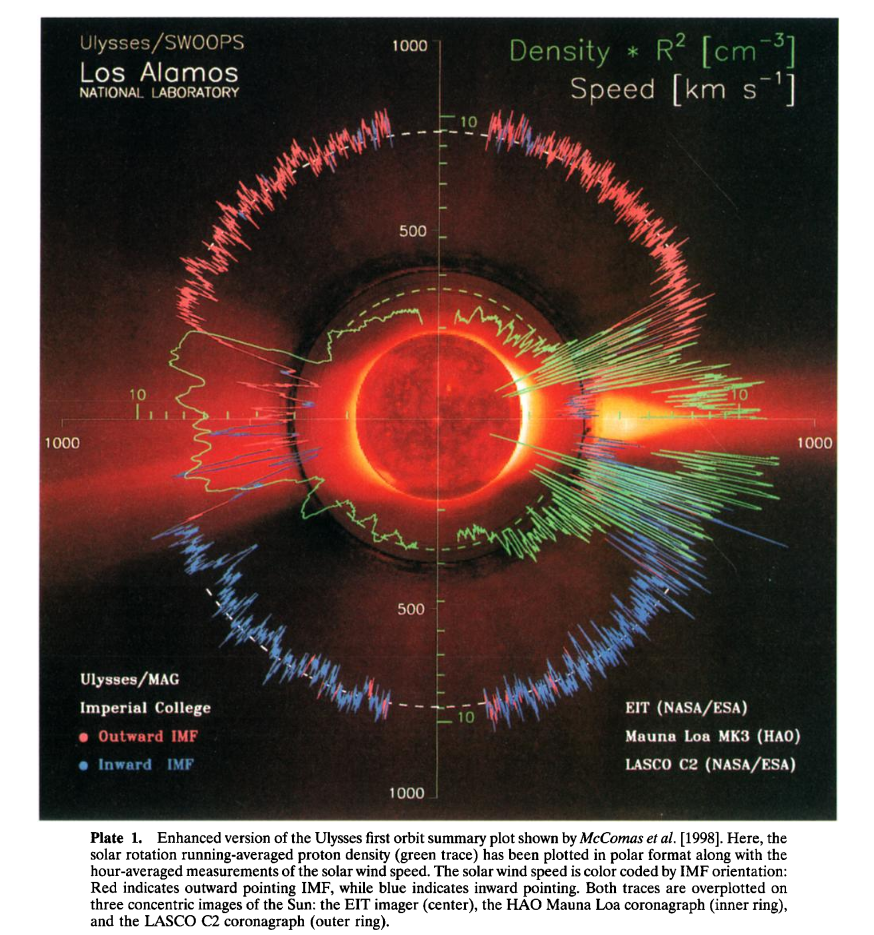 Ulysses/SWOOPS
Los Alamos
NATIONAL LABORATORY
1000
Density * R² [cm⁻³]
Speed [km s⁻¹]
10
500
10
10
1000
1000
500
10
1000
Ulysses/MAG
Imperial College
Outward IMF
Inward IMF
EIT (NASA/ESA)
Mauna Loa MK3 (HAO)
LASCO C2 (NASA/ESA)
Plate 1. Enhanced version of the Ulysses first orbit summary plot shown by McComas et al. [1998]. Here, the
solar rotation running-averaged proton density (green trace) has been plotted in polar format along with the
hour-averaged measurements of the solar wind speed. The solar wind speed is color coded by IMF orientation:
Red indicates outward pointing IMF, while blue indicates inward pointing. Both traces are overplotted on
three concentric images of the Sun: the EIT imager (center), the HAO Mauna Loa coronagraph (inner ring),
and the LASCO C2 coronagraph (outer ring).